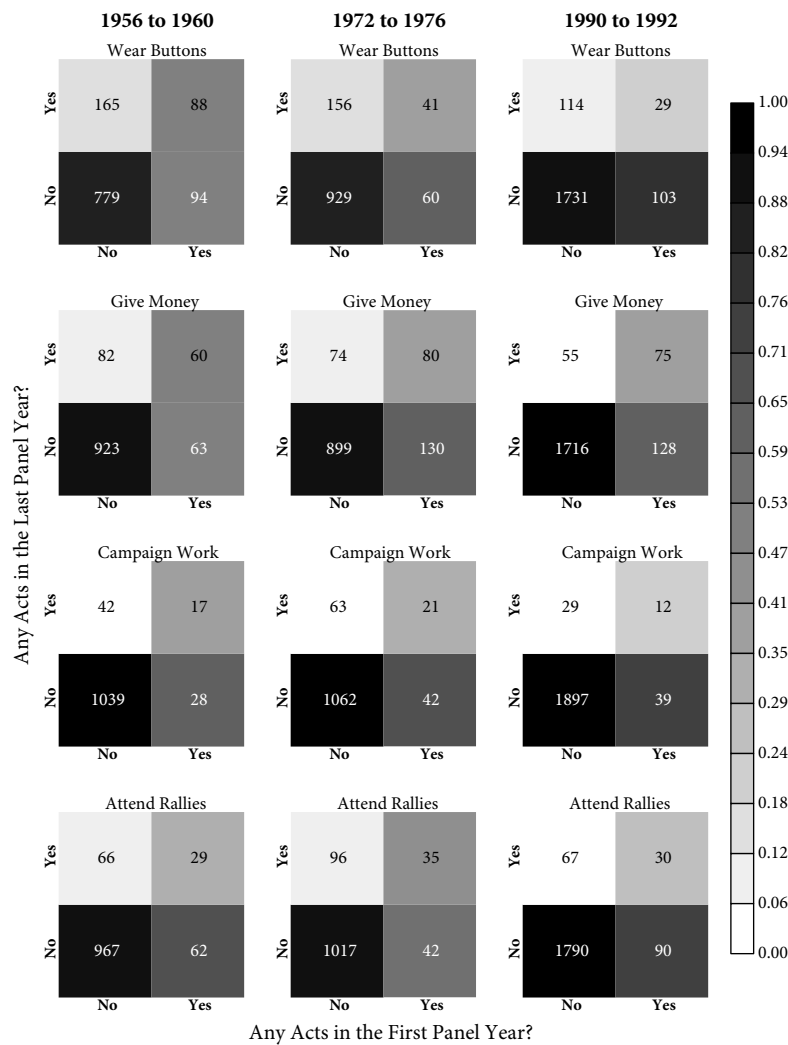 1956 to 1960 1972 to 1976 1990 to 1992
Wear Buttons Wear Buttons Wear Buttons
Yes 165 88 Yes 156 41 Yes 114 29
No 779 94 No 929 60 No 1731 103
No Yes No Yes No Yes
Give Money Give Money Give Money
Yes 82 60 Yes 74 80 Yes 55 75
No 923 63 No 899 130 No 1716 128
No Yes No Yes No Yes
Campaign Work Campaign Work Campaign Work
Yes 42 17 Yes 63 21 Yes 29 12
No 1039 28 No 1062 42 No 1897 39
No Yes No Yes No Yes
Attend Rallies Attend Rallies Attend Rallies
Yes 66 29 Yes 96 35 Yes 67 30
No 967 62 No 1017 42 No 1790 90
No Yes No Yes No Yes
Any Acts in the Last Panel Year?
Any Acts in the First Panel Year?
1.00
0.94
0.88
0.82
0.76
0.71
0.65
0.59
0.53
0.47
0.41
0.35
0.29
0.24
0.18
0.12
0.06
0.00